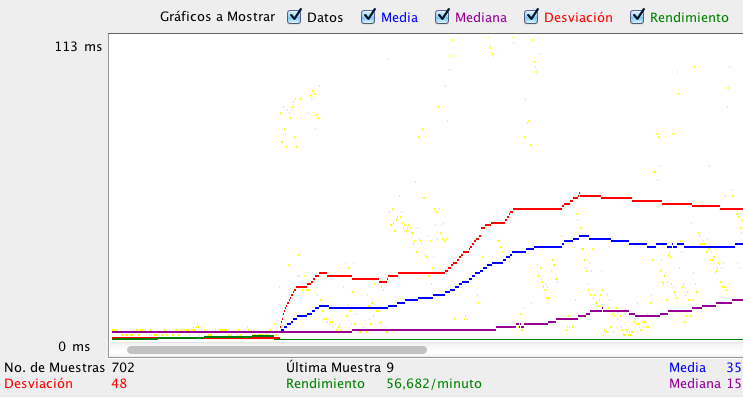 Gráficos a Mostrar Datos Media Mediana Desviación Rendimiento
113 ms
0 ms
No. de Muestras 702 Última Muestra 9 Media 35
Desviación 48 Rendimiento 56,682/minuto Mediana 15